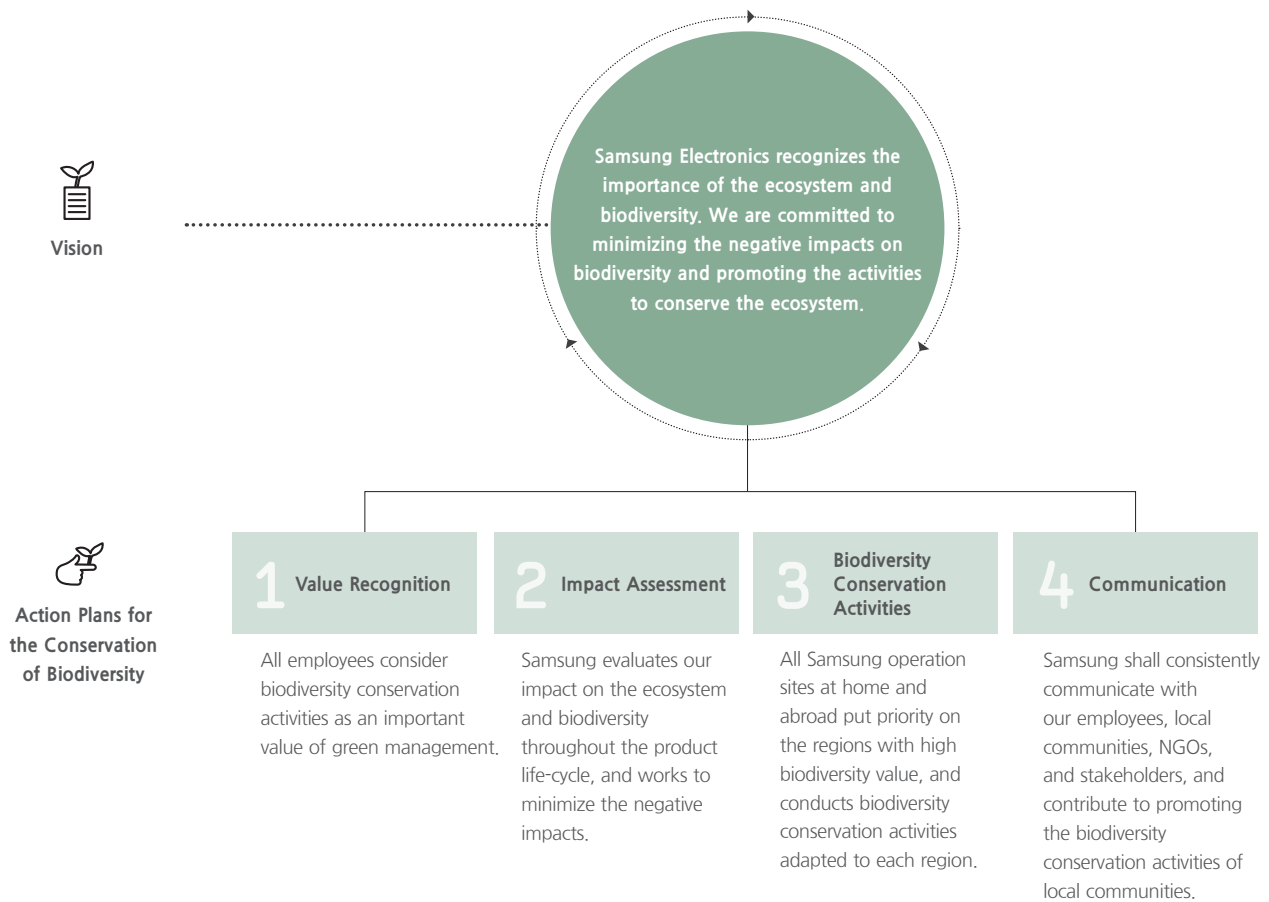 Samsung Electronics recognizes the
importance of the ecosystem and
biodiversity. We are committed to
minimizing the negative impacts on
biodiversity and promoting the activities
to conserve the ecosystem.
Vision
Action Plans for
the Conservation
of Biodiversity
1 Value Recognition
All employees consider
biodiversity conservation
activities as an important
value of green management.
2 Impact Assessment
Samsung evaluates our
impact on the ecosystem
and biodiversity
throughout the product
life-cycle, and works to
minimize the negative
impacts.
3 Biodiversity
Conservation
Activities
All Samsung operation
sites at home and
abroad put priority on
the regions with high
biodiversity value, and
conducts biodiversity
conservation activities
adapted to each region.
4 Communication
Samsung shall consistently
communicate with
our employees, local
communities, NGOs,
and stakeholders, and
contribute to promoting
the biodiversity
conservation activities of
local communities.